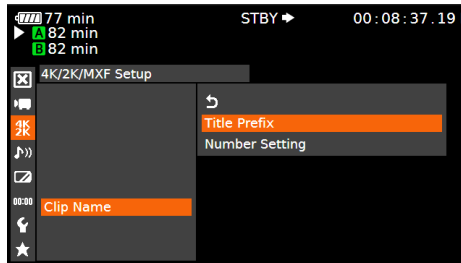 77 min STBY 00:08:37.19
A 82 min
B 82 min
4K/2K/MXF Setup
4K
2K
Title Prefix
Number Setting
00:00
Clip Name